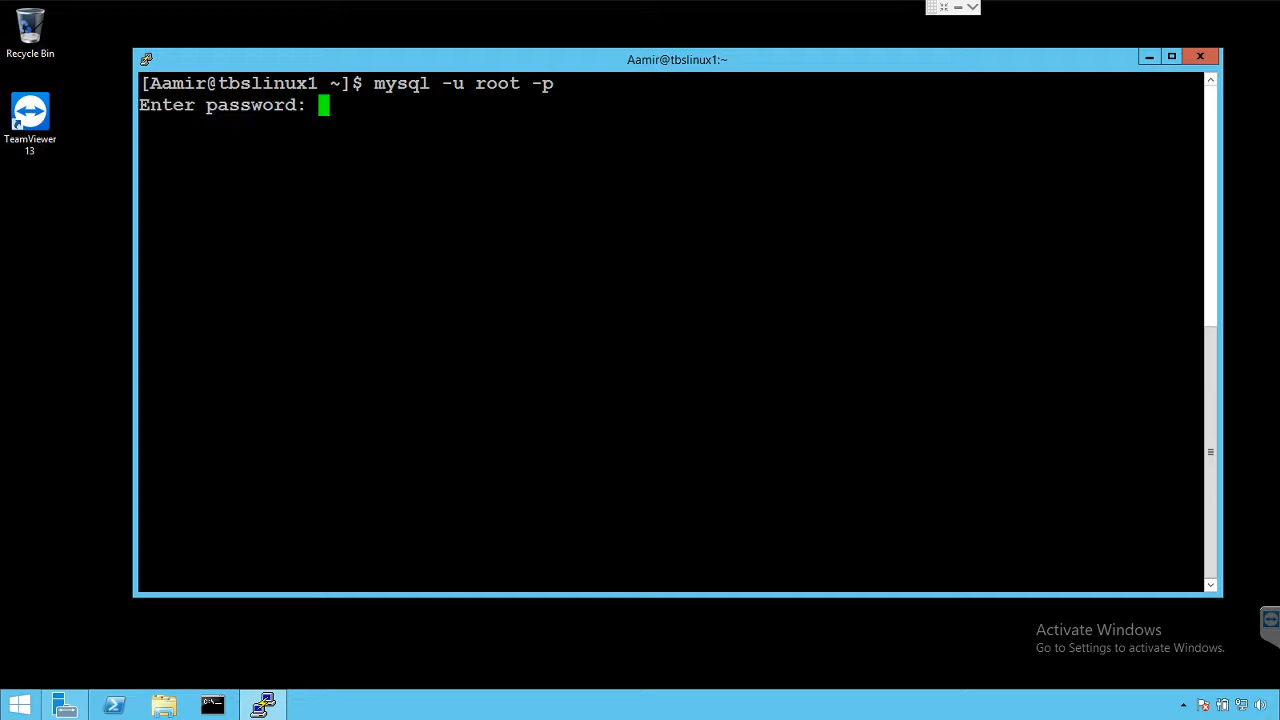 Recycle Bin
TeamViewer
13
Aamir@tbslinux1:~
[Aamir@tbslinux1 ~]$ mysql -u root -p
Enter password:
Activate Windows
Go to Settings to activate Windows.